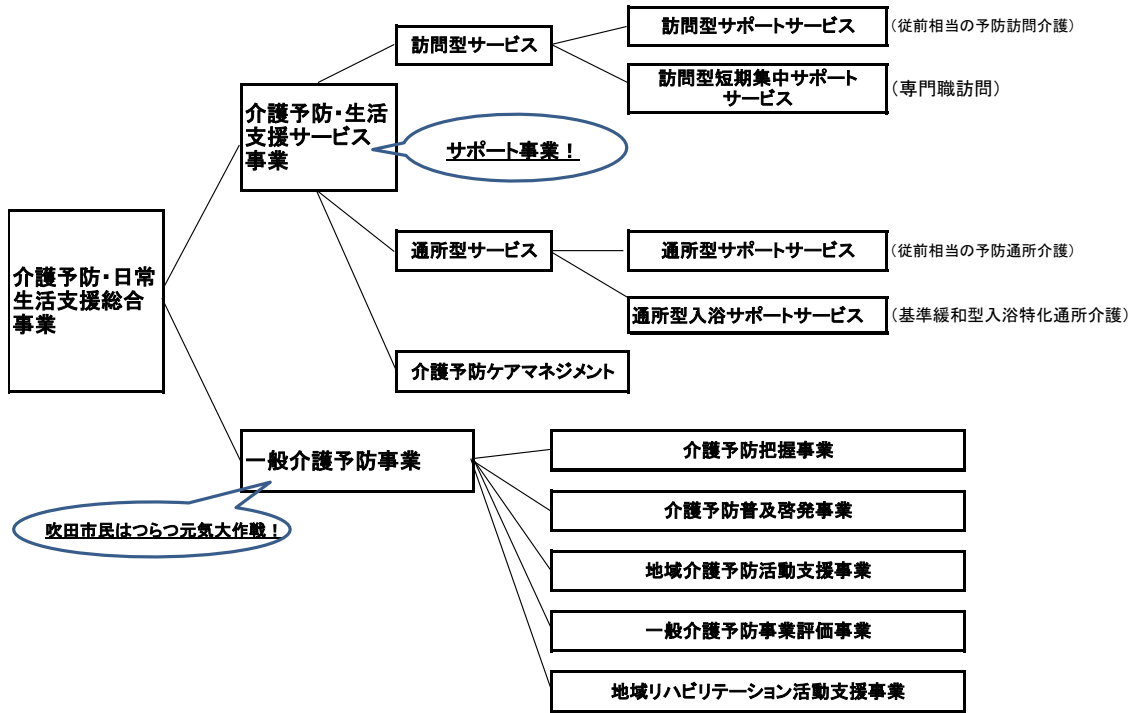 訪問型サービス
訪問型サポートサービス
(従前相当の予防訪問介護)
訪問型短期集中サポート
サービス
(専門職訪問)
介護予防・生活
支援サービス
事業
サポート事業!
介護予防・日常
生活支援総合
事業
通所型サービス
通所型サポートサービス
(従前相当の予防通所介護)
通所型入浴サポートサービス
(基準緩和型入浴特化通所介護)
介護予防ケアマネジメント
一般介護予防事業
吹田市民はつらつ元気大作戦!
介護予防把握事業
介護予防普及啓発事業
地域介護予防活動支援事業
一般介護予防事業評価事業
地域リハビリテーション活動支援事業